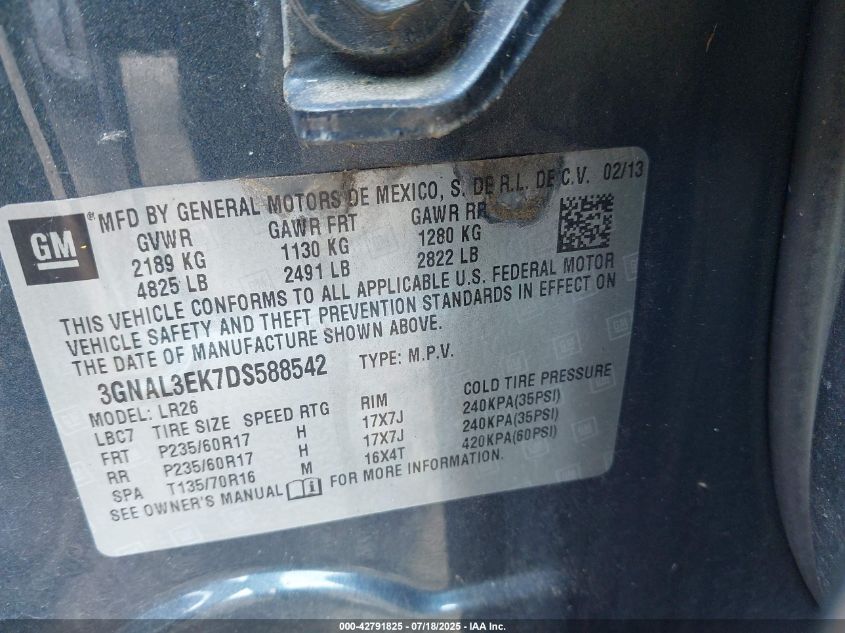 GM ® MFD BY GENERAL MOTORS DE MEXICO, S. DE R.L. DE C.V. 02/13
GVWR GAWR FRT GAWR RR
2189 KG 1130 KG 1280 KG
4825 LB 2491 LB 2822 LB
THIS VEHICLE CONFORMS TO ALL APPLICABLE U.S. FEDERAL MOTOR
VEHICLE SAFETY AND THEFT PREVENTION STANDARDS IN EFFECT ON
THE DATE OF MANUFACTURE SHOWN ABOVE.
3GNAL3EK7DS588542 TYPE: M.P.V.
MODEL: LR26
LBC7 TIRE SIZE SPEED RTG RIM COLD TIRE PRESSURE
FRT P235/60R17 H 17X7J 240KPA(35PSI)
RR P235/60R17 H 17X7J 240KPA(35PSI)
SPA T135/70R16 M 16X4T 420KPA(60PSI)
SEE OWNER'S MANUAL FOR MORE INFORMATION.
000-42791825 - 07/18/2025 - IAA Inc.